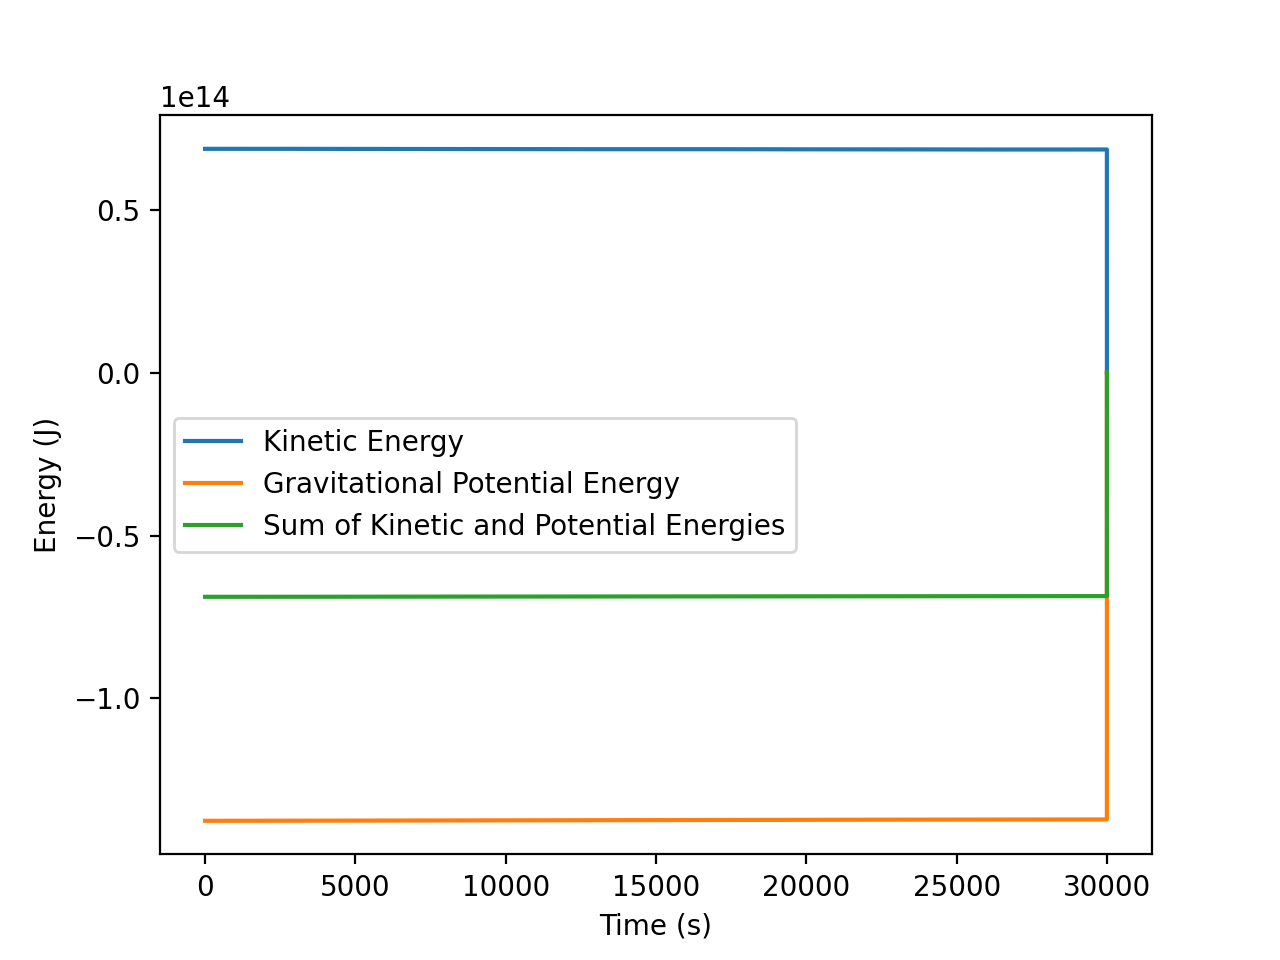 1e14
0.5
0.0
−0.5
−1.0
Energy (J)
Kinetic Energy
Gravitational Potential Energy
Sum of Kinetic and Potential Energies
0 5000 10000 15000 20000 25000 30000
Time (s)